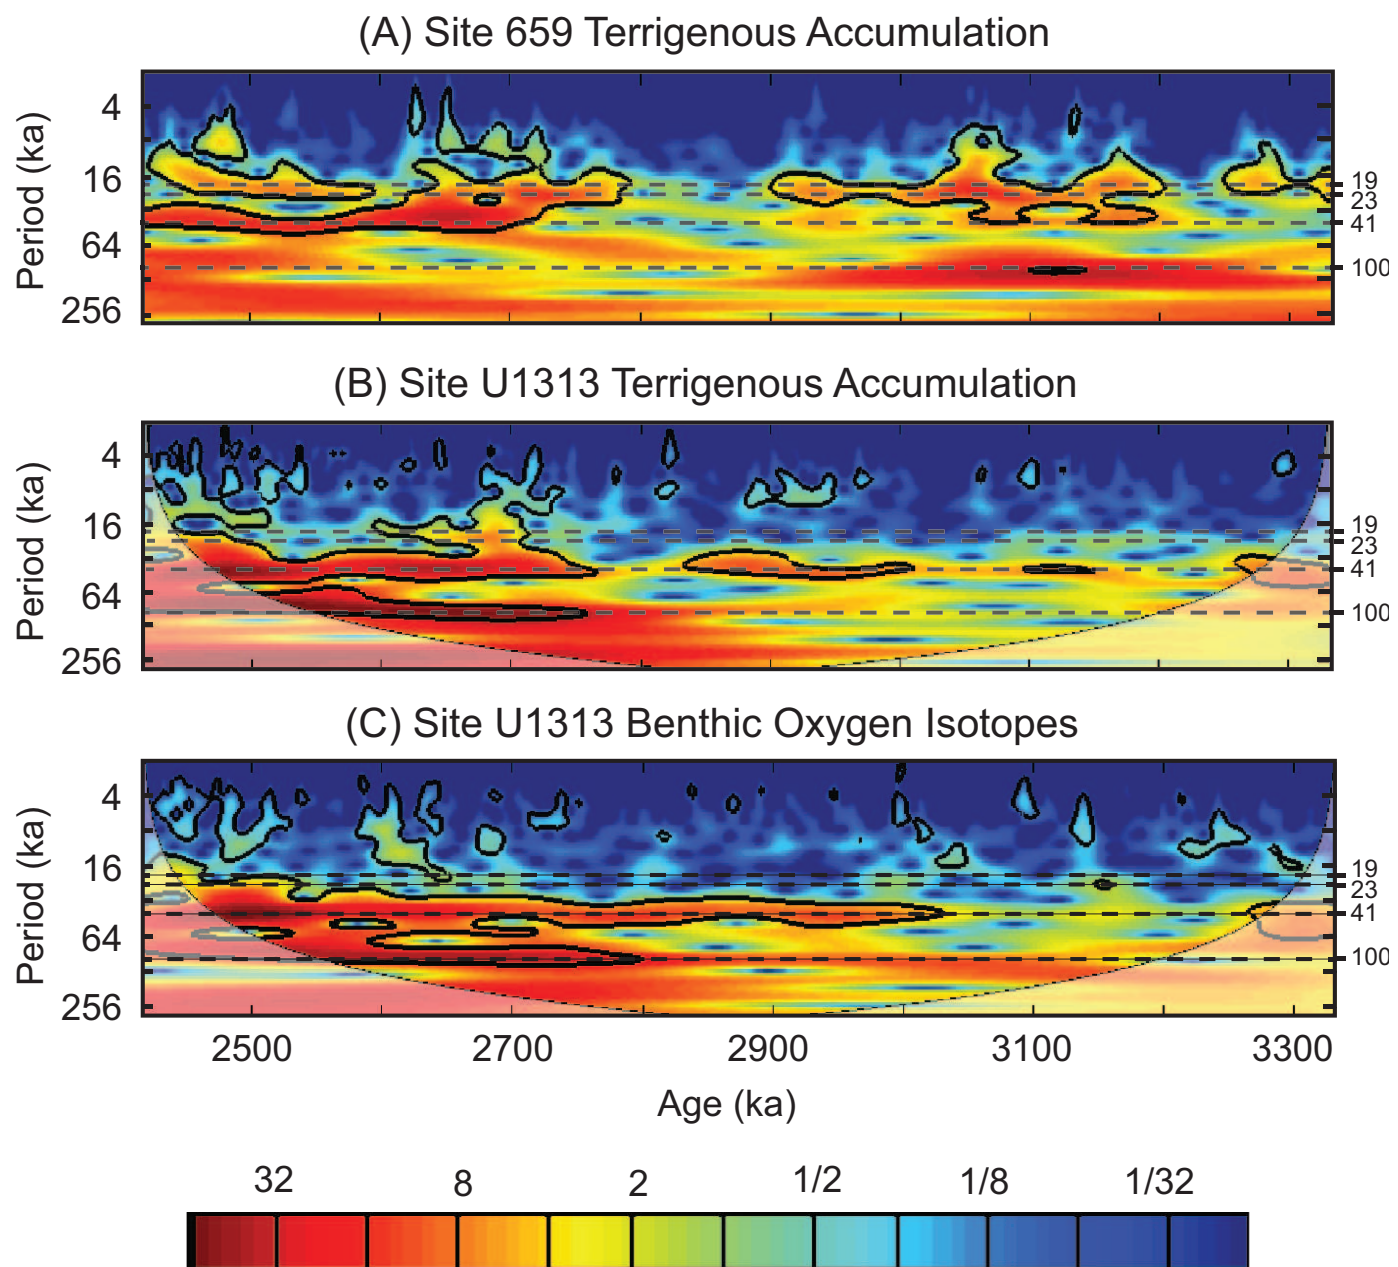 (A) Site 659 Terrigenous Accumulation
Period (ka)
4
16
64
256
19
23
41
100
(B) Site U1313 Terrigenous Accumulation
Period (ka)
4
16
64
256
19
23
41
100
(C) Site U1313 Benthic Oxygen Isotopes
Period (ka)
4
16
64
256
19
23
41
100
2500 2700 2900 3100 3300
Age (ka)
32 8 2 1/2 1/8 1/32